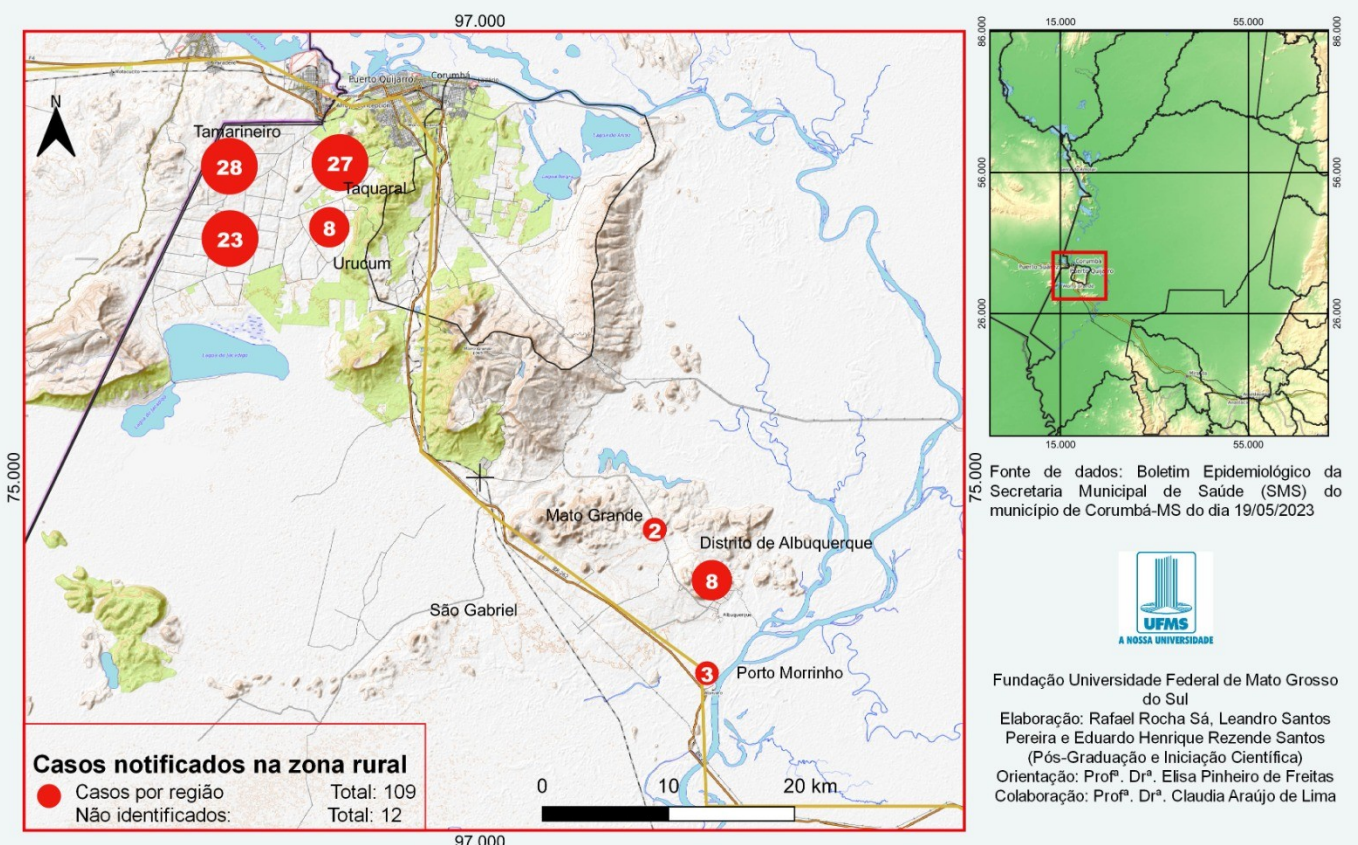 97.000
N
Puerto Quijarro
Corumbá
Tamarineiro
28
27
Taquaral
23
8
Urucum
75.000
75.000
Mato Grande
2
Distrito de Albuquerque
8
Albuquerque
São Gabriel
3
Porto Morrinho
Casos notificados na zona rural
Casos por região Total: 109
Não identificados: Total: 12
0 10 20 km
97.000
15.000 55.000
86.000 86.000
56.000 56.000
Corumbá
Puerto Quijarro
26.000 26.000
15.000 55.000
Fonte de dados: Boletim Epidemiológico da
Secretaria Municipal de Saúde (SMS) do
município de Corumbá-MS do dia 19/05/2023
UFMS
A NOSSA UNIVERSIDADE
Fundação Universidade Federal de Mato Grosso
do Sul
Elaboração: Rafael Rocha Sá, Leandro Santos
Pereira e Eduardo Henrique Rezende Santos
(Pós-Graduação e Iniciação Científica)
Orientação: Profª. Drª. Elisa Pinheiro de Freitas
Colaboração: Profª. Drª. Claudia Araújo de Lima